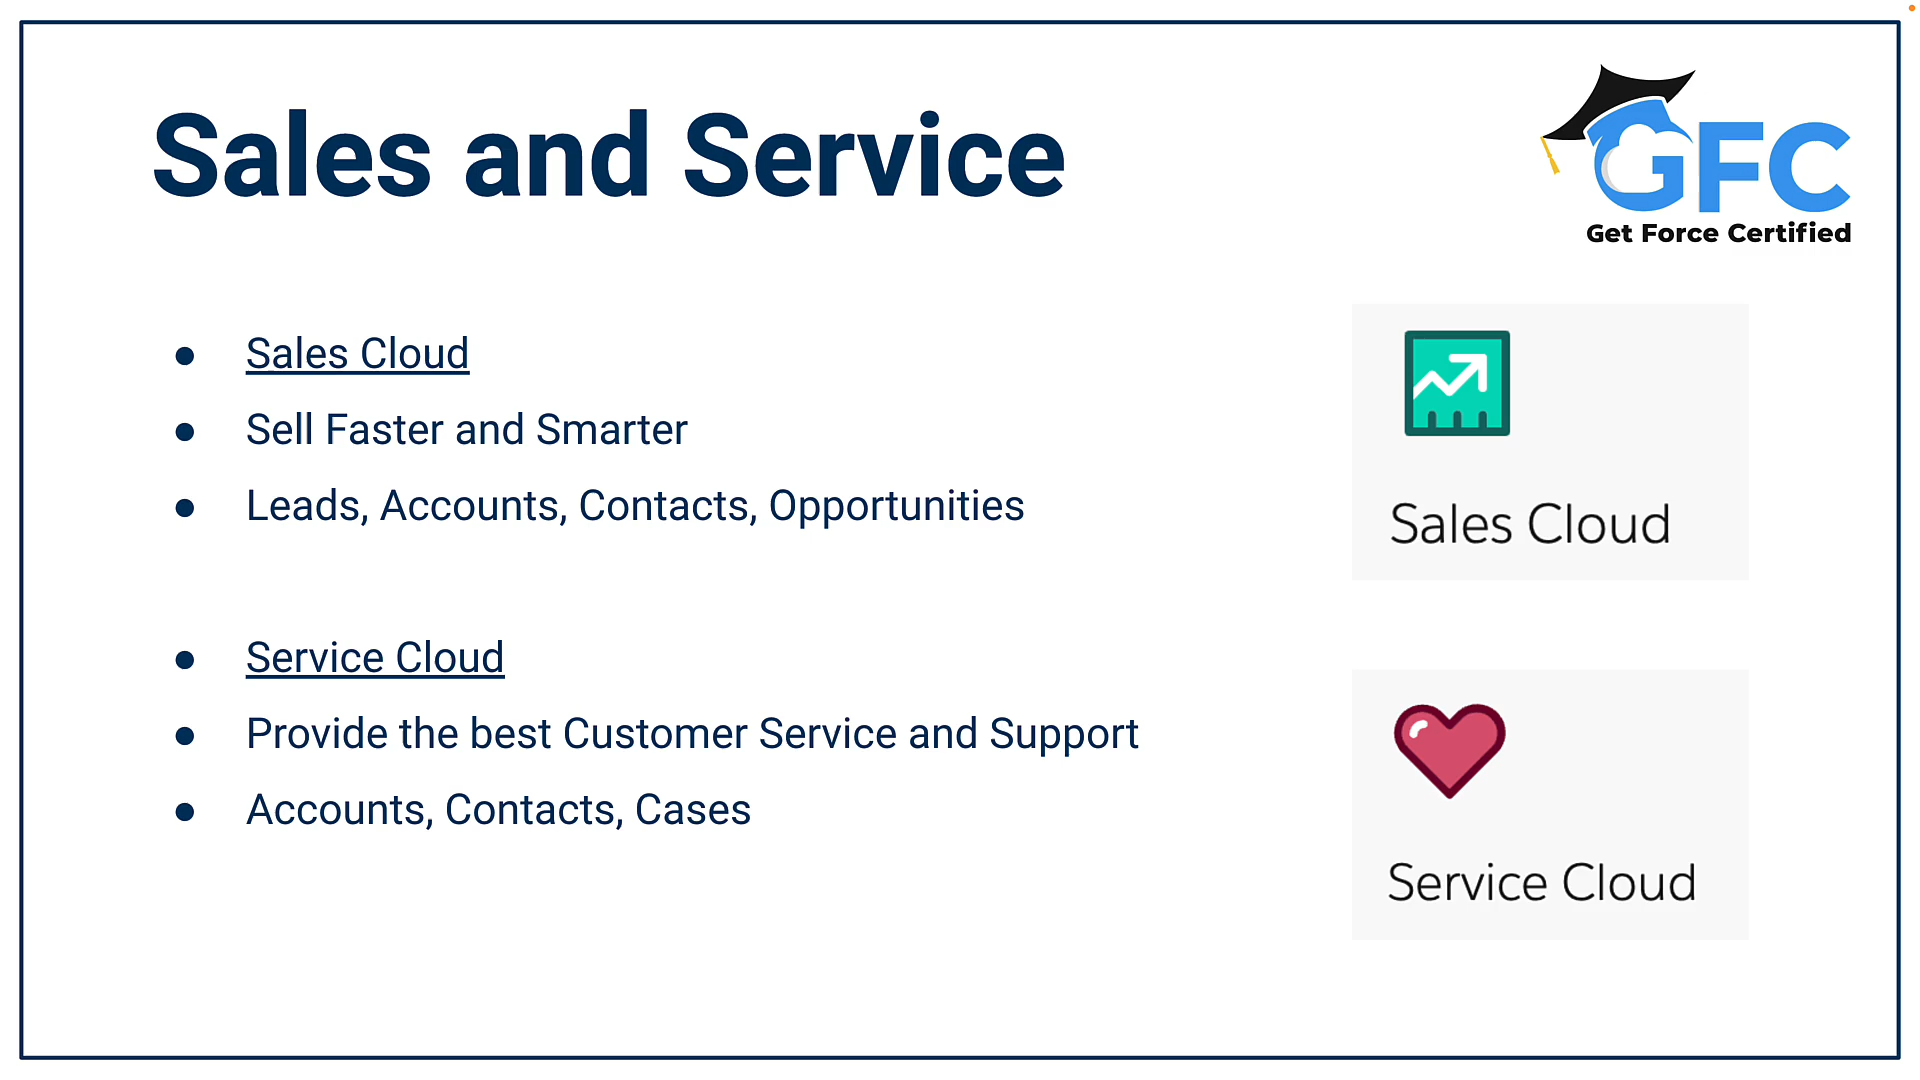 Sales and Service
GFC
Get Force Certified
● Sales Cloud
● Sell Faster and Smarter
● Leads, Accounts, Contacts, Opportunities
● Service Cloud
● Provide the best Customer Service and Support
● Accounts, Contacts, Cases
Sales Cloud
Service Cloud